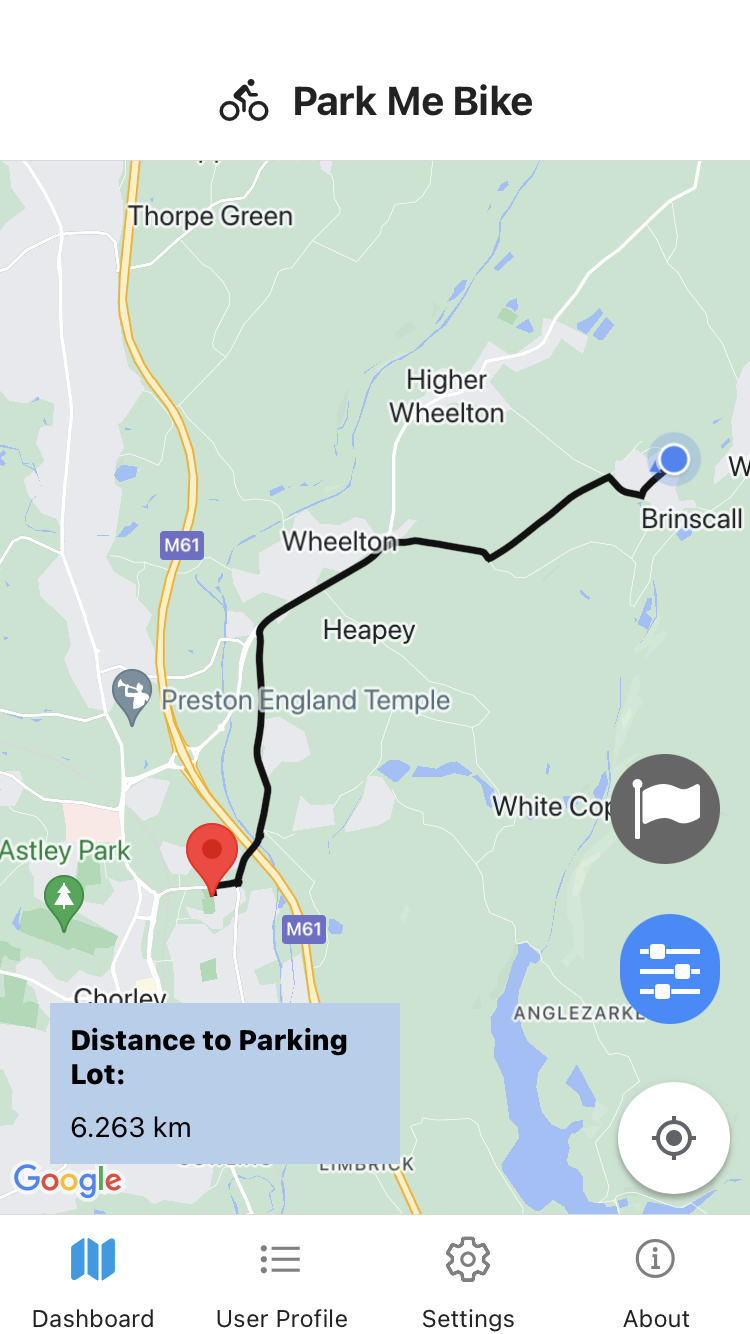 Park Me Bike
Thorpe Green
Higher
Wheelton
W
Brinscall
M61
Wheelton
Heapey
Preston England Temple
White Cop
Astley Park
M61
Chorley
ANGLEZARKE
Distance to Parking
Lot:
6.263 km
LIMBRICK
Google
Dashboard
User Profile
Settings
About